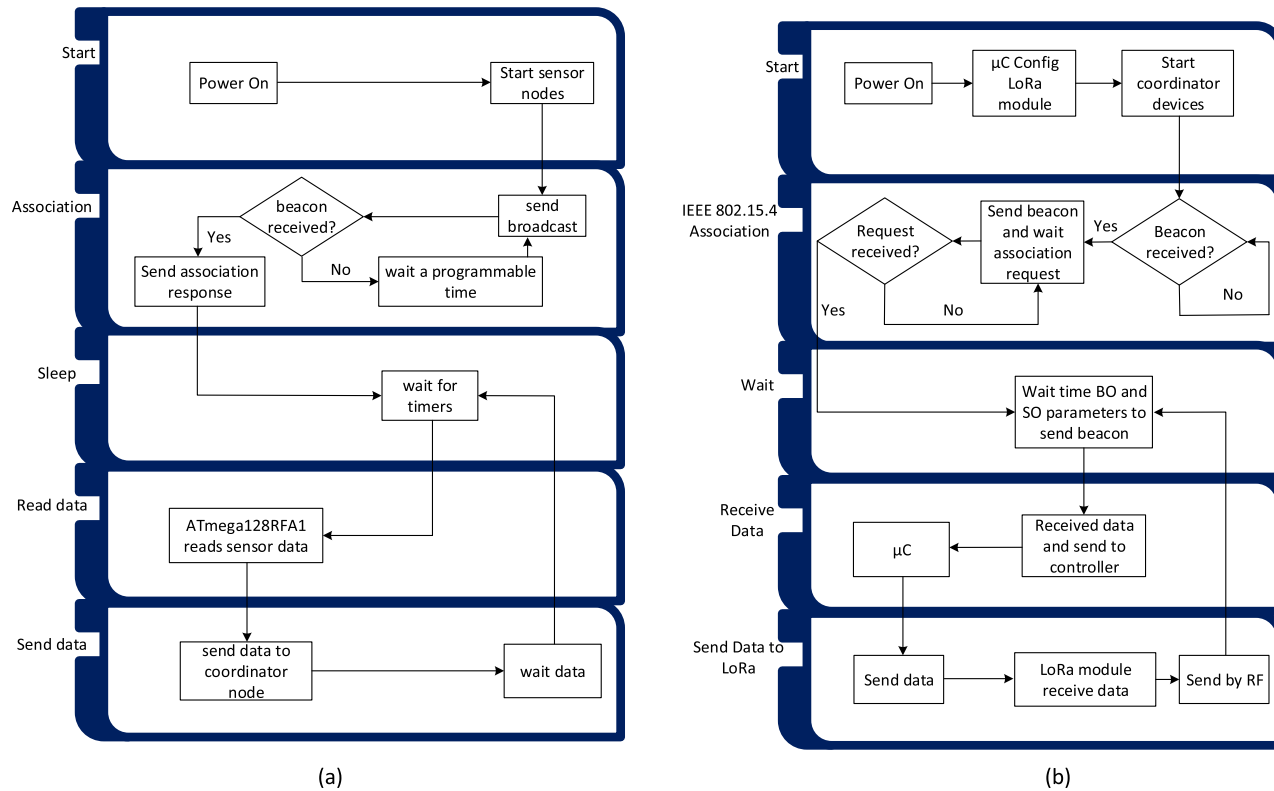 Start
Power On
Start sensor
nodes
Association
beacon
received?
send
broadcast
Yes
No
Send association
response
wait a programmable
time
Sleep
wait for
timers
Read data
ATmega128RFA1
reads sensor data
Send data
send data to
coordinator
node
wait data
(a)
Start
Power On
µC Config
LoRa
module
Start
coordinator
devices
IEEE 802.15.4
Association
Request
received?
Send beacon
and wait
association
request
Yes
Beacon
received?
No
Yes
No
Wait
Wait time BO and
SO parameters to
send beacon
Receive
Data
µC
Received data
and send to
controller
Send Data to
LoRa
Send data
LoRa module
receive data
Send by RF
(b)